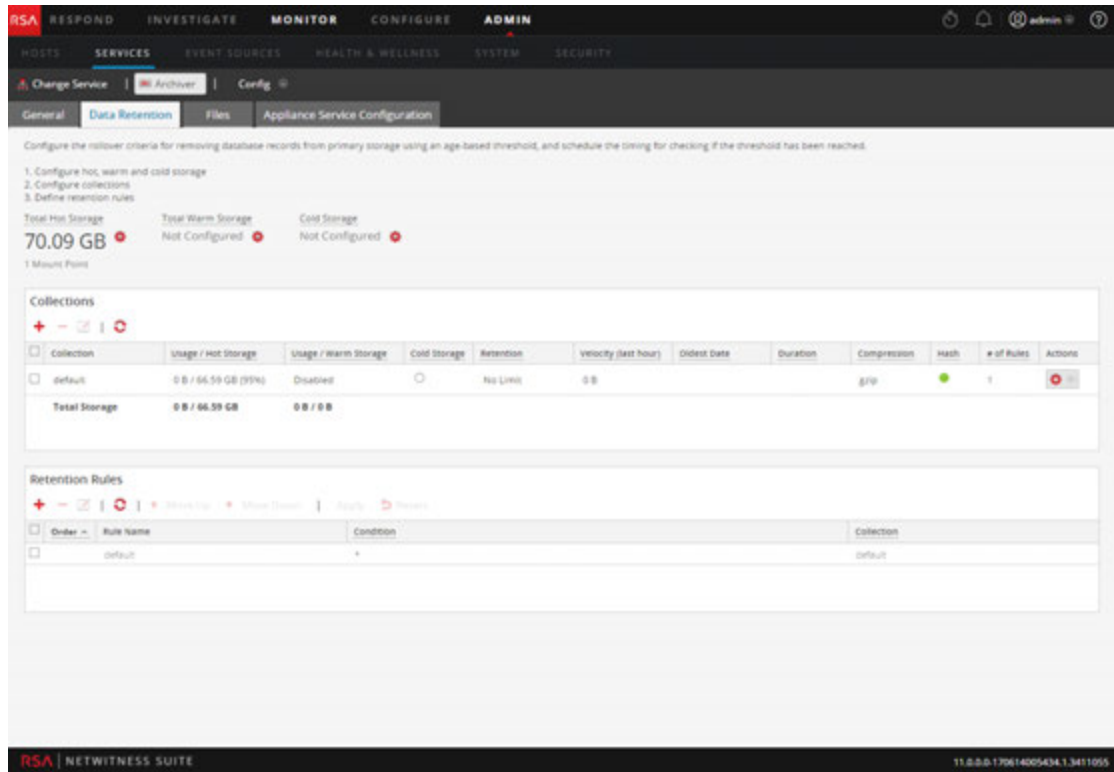 RSA RESPOND INVESTIGATE MONITOR CONFIGURE ADMIN admin
HOSTS SERVICES EVENT SOURCES HEALTH & WELLNESS SYSTEM SECURITY
Change Service | Archiver | Config
General Data Retention Files Appliance Service Configuration
Configure the rollover criteria for removing database records from primary storage using an age-based threshold, and schedule the timing for checking if the threshold has been reached.
1. Configure hot, warm and cold storage
2. Configure collections
3. Define retention rules
Total Hot Storage Total Warm Storage Cold Storage
70.09 GB Not Configured Not Configured
1 Mount Point
Collections
Collection Usage / Hot Storage Usage / Warm Storage Cold Storage Retention Velocity (last hour) Oldest Date Duration Compression Hash # of Rules Actions
default 0 B / 66.59 GB (95%) Disabled No Limit 0 B gzip 1
Total Storage 0 B / 66.59 GB 0 B / 0 B
Retention Rules
Move Up Move Down | Apply Revert
Order Rule Name Condition Collection
default * default
RSA | NETWITNESS SUITE 11.0.0.0-170614005434.1.3411055